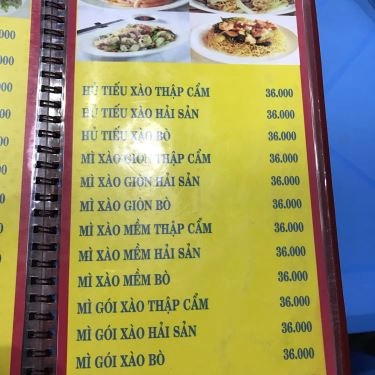 HỦ TIẾU XÀO THẬP CẨM 36.000
HỦ TIẾU XÀO HẢI SẢN 36.000
HỦ TIẾU XÀO BÒ 36.000
MÌ XÀO GIÒN THẬP CẨM 36.000
MÌ XÀO GIÒN HẢI SẢN 36.000
MÌ XÀO GIÒN BÒ 36.000
MÌ XÀO MỀM THẬP CẨM 36.000
MÌ XÀO MỀM HẢI SẢN 36.000
MÌ XÀO MỀM BÒ 36.000
MÌ GÓI XÀO THẬP CẨM 36.000
MÌ GÓI XÀO HẢI SẢN 36.000
MÌ GÓI XÀO BÒ 36.000